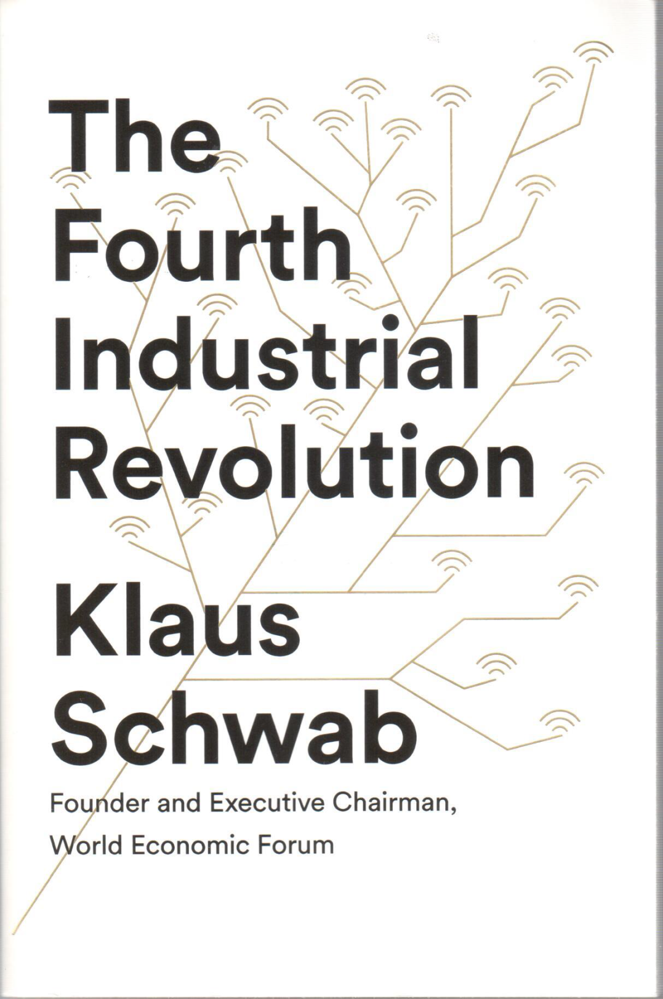 The
Fourth
Industrial
Revolution
Klaus
Schwab
Founder and Executive Chairman,
World Economic Forum